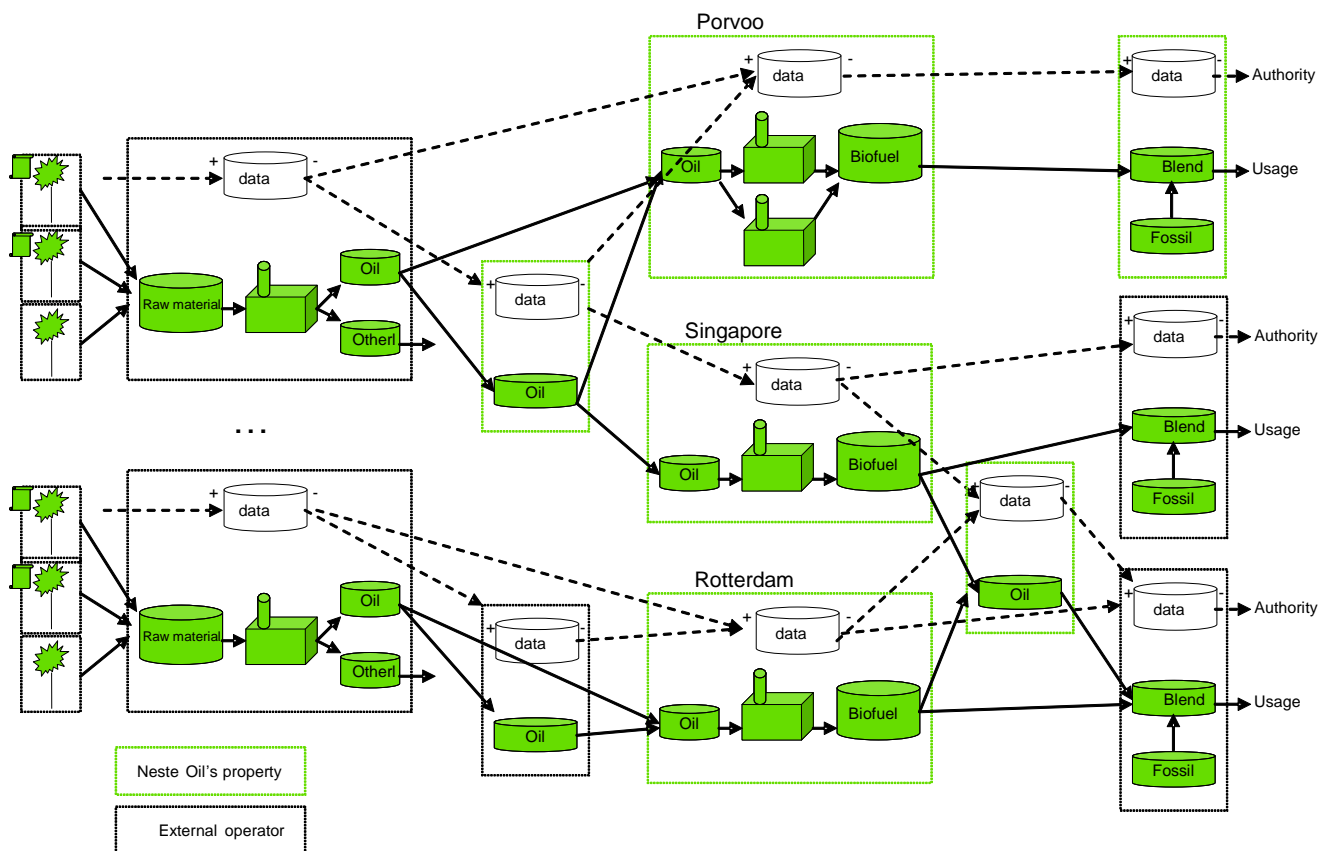 Porvoo
+ data - data - Authority
+
+ data -
Oil Biofuel Blend Usage
Fossil
Raw material Oil
Otherl
+ data -
Oil
Singapore
+ data -
+ data - Authority
Oil Biofuel
Blend Usage
Fossil
...
+ data -
+ data -
Raw material Oil
Otherl
+ data -
Oil
Rotterdam
+ data -
Oil Biofuel
Oil
+ data - Authority
Blend Usage
Fossil
Neste Oil's property
External operator